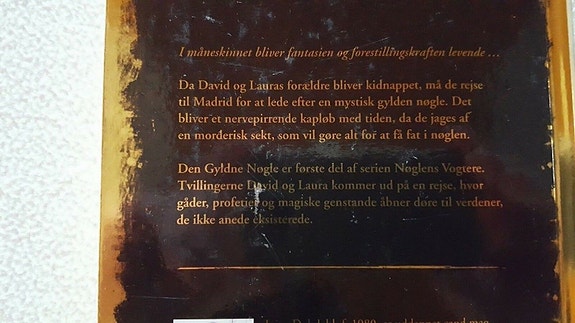 I måneskinnet bliver fantasien og forestillingskraften levende ...
Da David og Lauras forældre bliver kidnappet, må de rejse
til Madrid for at lede efter en mystisk gylden nøgle. Det
bliver et nervepirrende kapløb med tiden, da de jages af
en morderisk sekt, som vil gøre alt for at få fat i nøglen.
Den Gyldne Nøgle er første del af serien Nøglens Vogtere.
Tvillingerne David og Laura kommer ud på en rejse, hvor
gåder, profetier og magiske genstande åbner døre til verdener,
de ikke anede eksisterede.